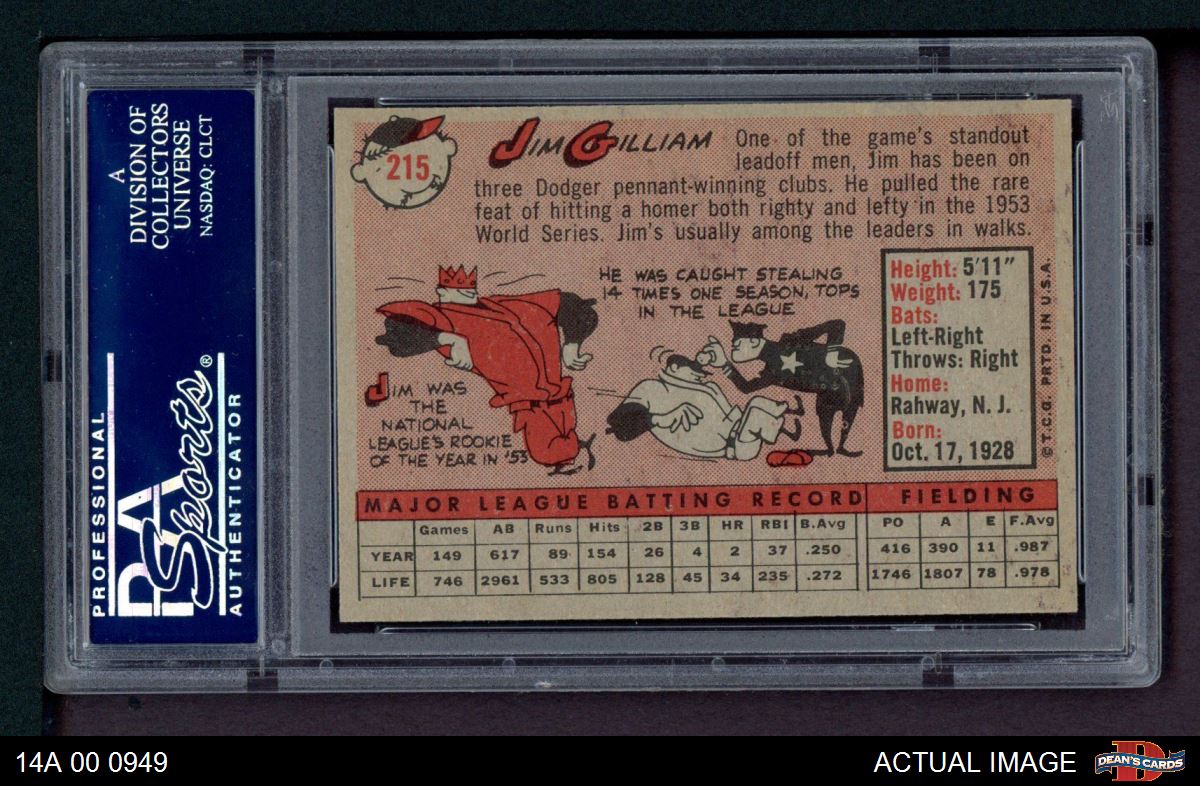 A
DIVISION OF
COLLECTORS
UNIVERSE
NASDAQ: CLCT
PROFESSIONAL
PSA
Sports®
AUTHENTICATOR
215
JIM GILLIAM
One of the game's standout
leadoff men, Jim has been on
three Dodger pennant-winning clubs. He pulled the rare
feat of hitting a homer both righty and lefty in the 1953
World Series. Jim's usually among the leaders in walks.
HE WAS CAUGHT STEALING
14 TIMES ONE SEASON, TOPS
IN THE LEAGUE
JIM WAS
THE
NATIONAL
LEAGUE'S ROOKIE
OF THE YEAR IN '53
Height: 5'11"
Weight: 175
Bats:
Left-Right
Throws: Right
Home:
Rahway, N. J.
Born:
Oct. 17, 1928
© T.C.G. PRTD. IN U.S.A.
MAJOR LEAGUE BATTING RECORD FIELDING
Games AB Runs Hits 2B 3B HR RBI B.Avg PO A E F.Avg
YEAR 149 617 89 154 26 4 2 37 .250 416 390 11 .987
LIFE 746 2961 533 805 128 45 34 235 .272 1746 1807 78 .978
14A 00 0949
ACTUAL IMAGE
D
DEAN'S CARDS